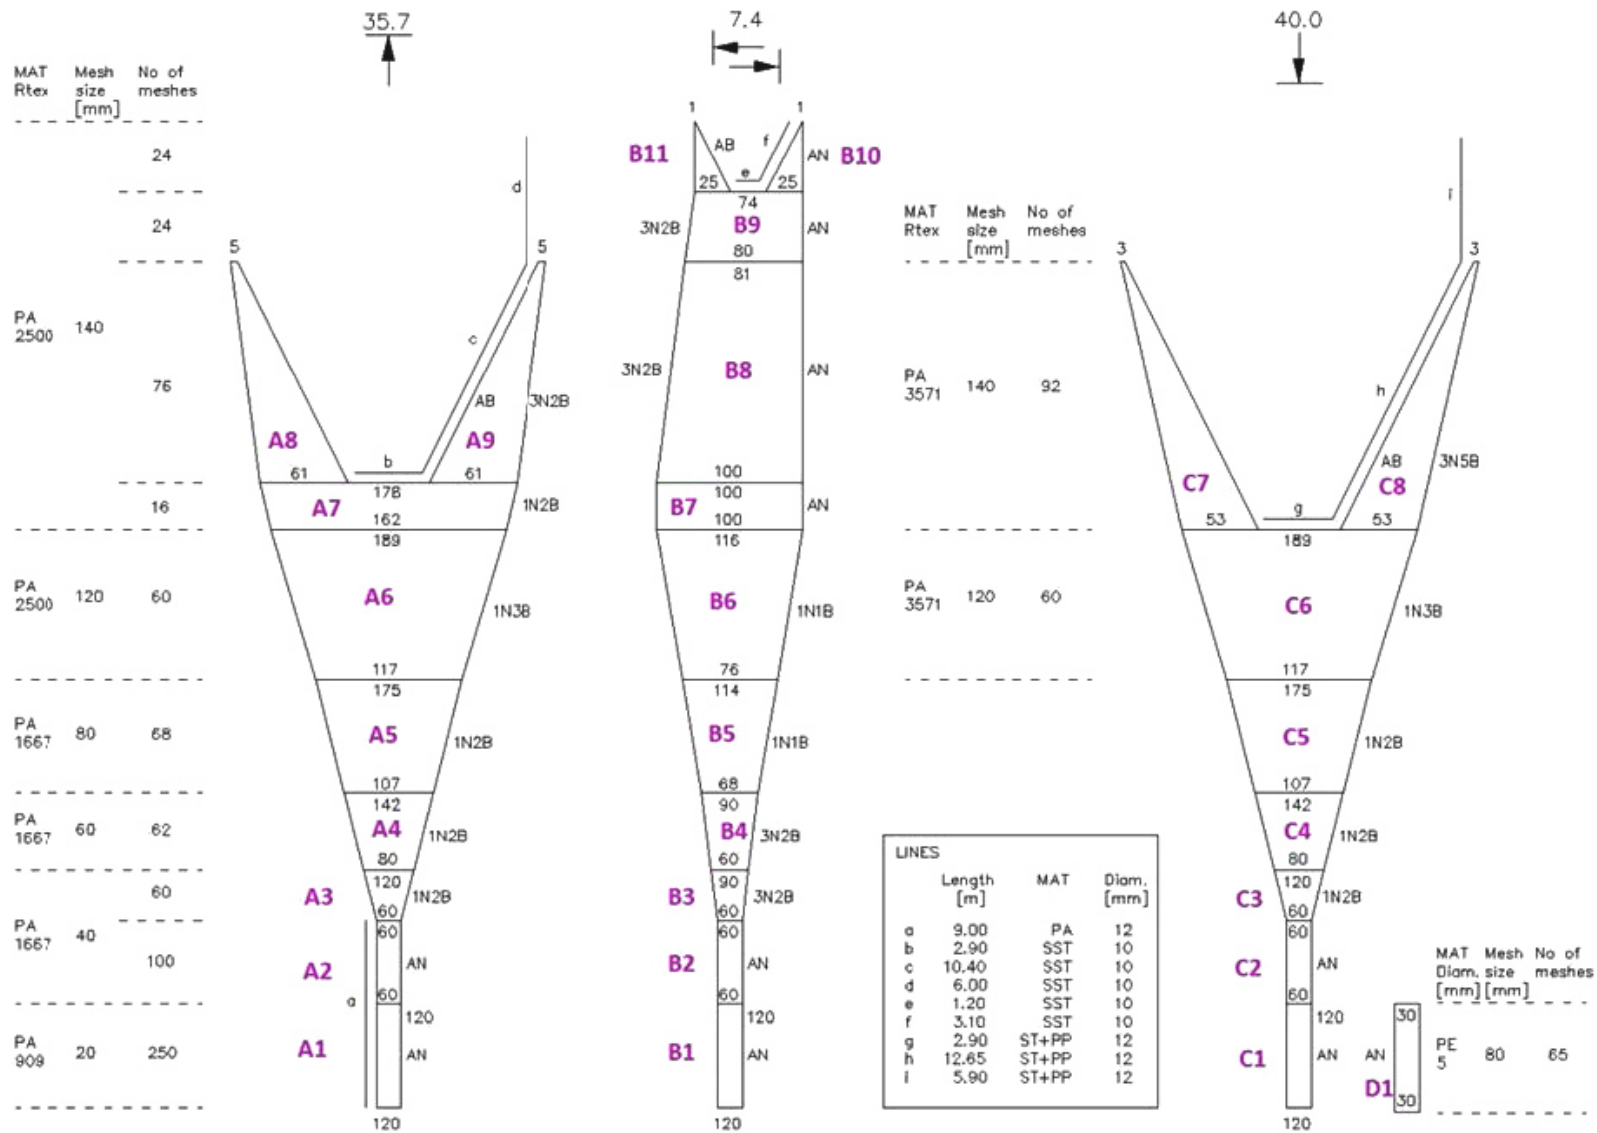 35.7
7.4
40.0
MAT Mesh No of
Rtex size meshes
[mm]
24
24
PA
2500 140
76
16
PA
2500 120 60
PA
1667 80 68
PA
1667 60 62
60
PA
1667 40
100
PA
909 20 250
d
5 5
c
AB 3N2B
A8 A9
61 b 61
178
A7 1N2B
162
189
A6 1N3B
117
175
A5 1N2B
107
142
A4 1N2B
80
120
A3 1N2B
60
60
A2 AN
60
a
120
A1 AN
120
1 1
B11 AB f AN B10
e
25 25
74
3N2B B9 AN
80
81
3N2B B8 AN
100
100
B7 AN
100
116
B6 1N1B
76
114
B5 1N1B
68
90
B4 3N2B
60
90
B3 3N2B
60
60
B2 AN
60
120
B1 AN
120
MAT Mesh No of
Rtex size meshes
[mm]
PA
3571 140 92
PA
3571 120 60
i
3 3
h
AB 3N5B
C7 C8
53 g 53
189
C6 1N3B
117
175
C5 1N2B
107
142
C4 1N2B
80
120
C3 1N2B
60
60
C2 AN
60
120
C1 AN
120
LINES
Length MAT Diam.
[m] [mm]
a 9.00 PA 12
b 2.90 SST 10
c 10.40 SST 10
d 6.00 SST 10
e 1.20 SST 10
f 3.10 SST 10
g 2.90 ST+PP 12
h 12.65 ST+PP 12
i 5.90 ST+PP 12
MAT Mesh No of
Diam. size meshes
[mm] [mm]
30
AN
PE
5 80 65
D1
30